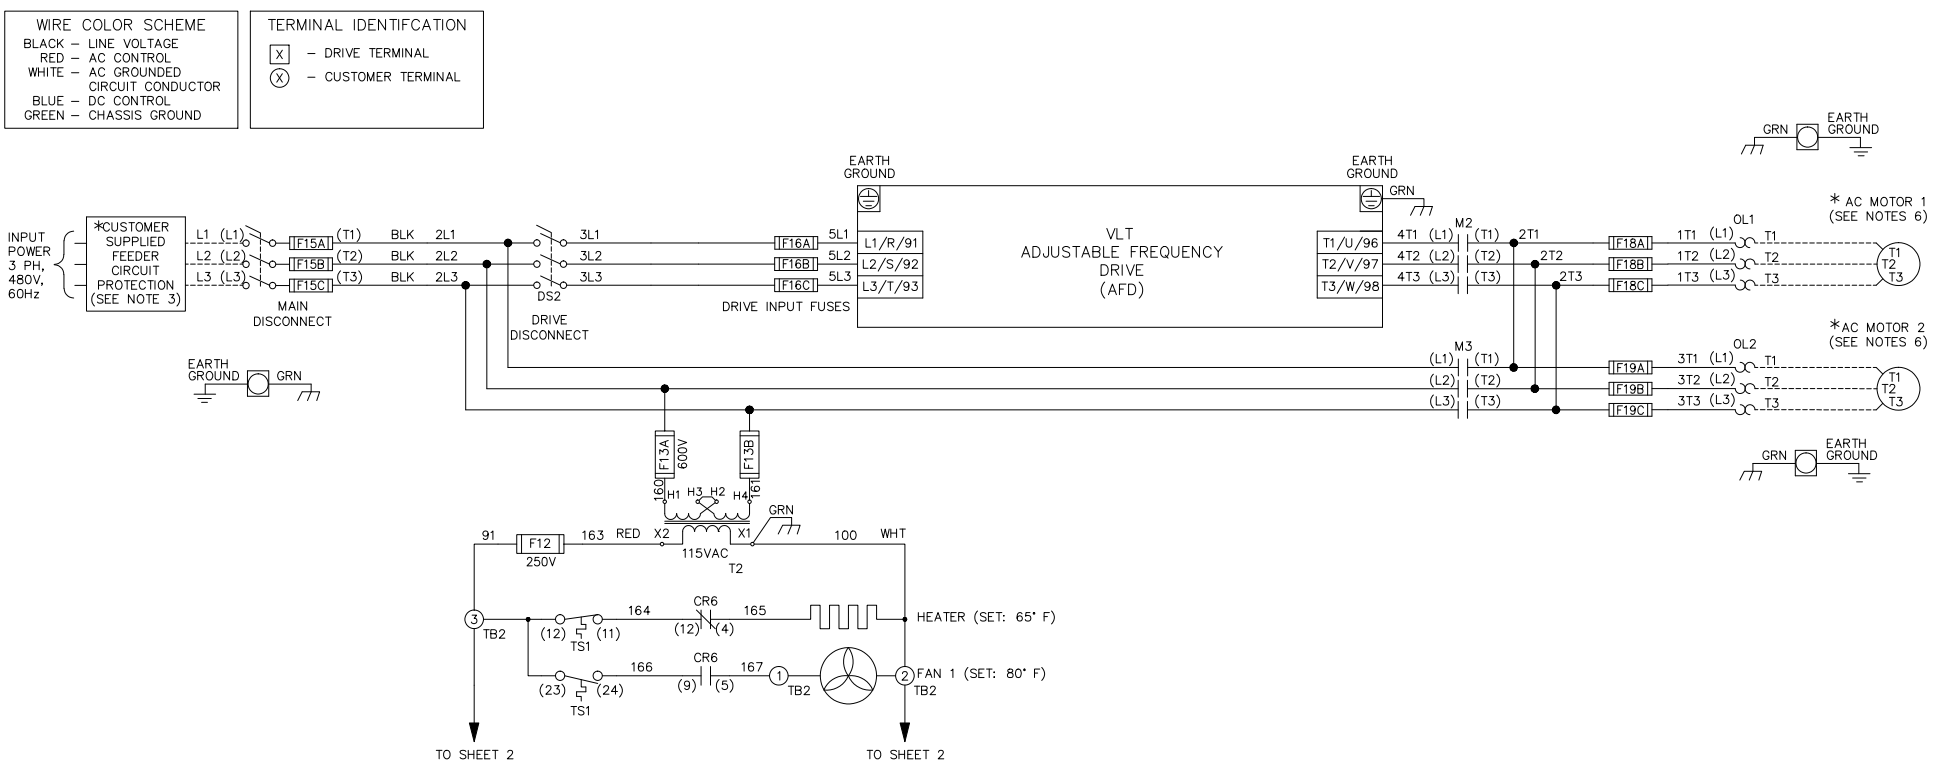 WIRE COLOR SCHEME
BLACK – LINE VOLTAGE
RED – AC CONTROL
WHITE – AC GROUNDED
CIRCUIT CONDUCTOR
BLUE – DC CONTROL
GREEN – CHASSIS GROUND
TERMINAL IDENTIFCATION
X – DRIVE TERMINAL
X – CUSTOMER TERMINAL
GRN
EARTH
GROUND
EARTH
GROUND
EARTH
GROUND
GRN
INPUT
POWER
3 PH,
480V,
60Hz
*CUSTOMER
SUPPLIED
FEEDER
CIRCUIT
PROTECTION
(SEE NOTE 3)
L1 (L1) F15A (T1) BLK 2L1 3L1 F16A 5L1 L1/R/91
L2 (L2) F15B (T2) BLK 2L2 3L2 F16B 5L2 L2/S/92
L3 (L3) F15C (T3) BLK 2L3 3L3 F16C 5L3 L3/T/93
MAIN
DISCONNECT
DS2
DRIVE
DISCONNECT
DRIVE INPUT FUSES
VLT
ADJUSTABLE FREQUENCY
DRIVE
(AFD)
M2
OL1
* AC MOTOR 1
(SEE NOTES 6)
T1/U/96 4T1 (L1) (T1) 2T1 F18A 1T1 (L1) T1
T2/V/97 4T2 (L2) (T2) 2T2 F18B 1T2 (L2) T2
T3/W/98 4T3 (L3) (T3) 2T3 F18C 1T3 (L3) T3
T1
T2
T3
*AC MOTOR 2
(SEE NOTES 6)
M3
OL2
(L1) (T1) F19A 3T1 (L1) T1
(L2) (T2) F19B 3T2 (L2) T2
(L3) (T3) F19C 3T3 (L3) T3
T1
T2
T3
EARTH
GROUND
GRN
GRN
EARTH
GROUND
F13A
600V
F13B
160
H1 H3 H2 H4
161
GRN
91 F12 163 RED X2 X1 100 WHT
250V
115VAC
T2
3
TB2
(12) (11)
TS1
164
CR6
(12) (4)
165
HEATER (SET: 65° F)
(23) (24)
TS1
166
CR6
(9) (5)
167
1
TB2
2
TB2
FAN 1 (SET: 80° F)
TO SHEET 2
TO SHEET 2